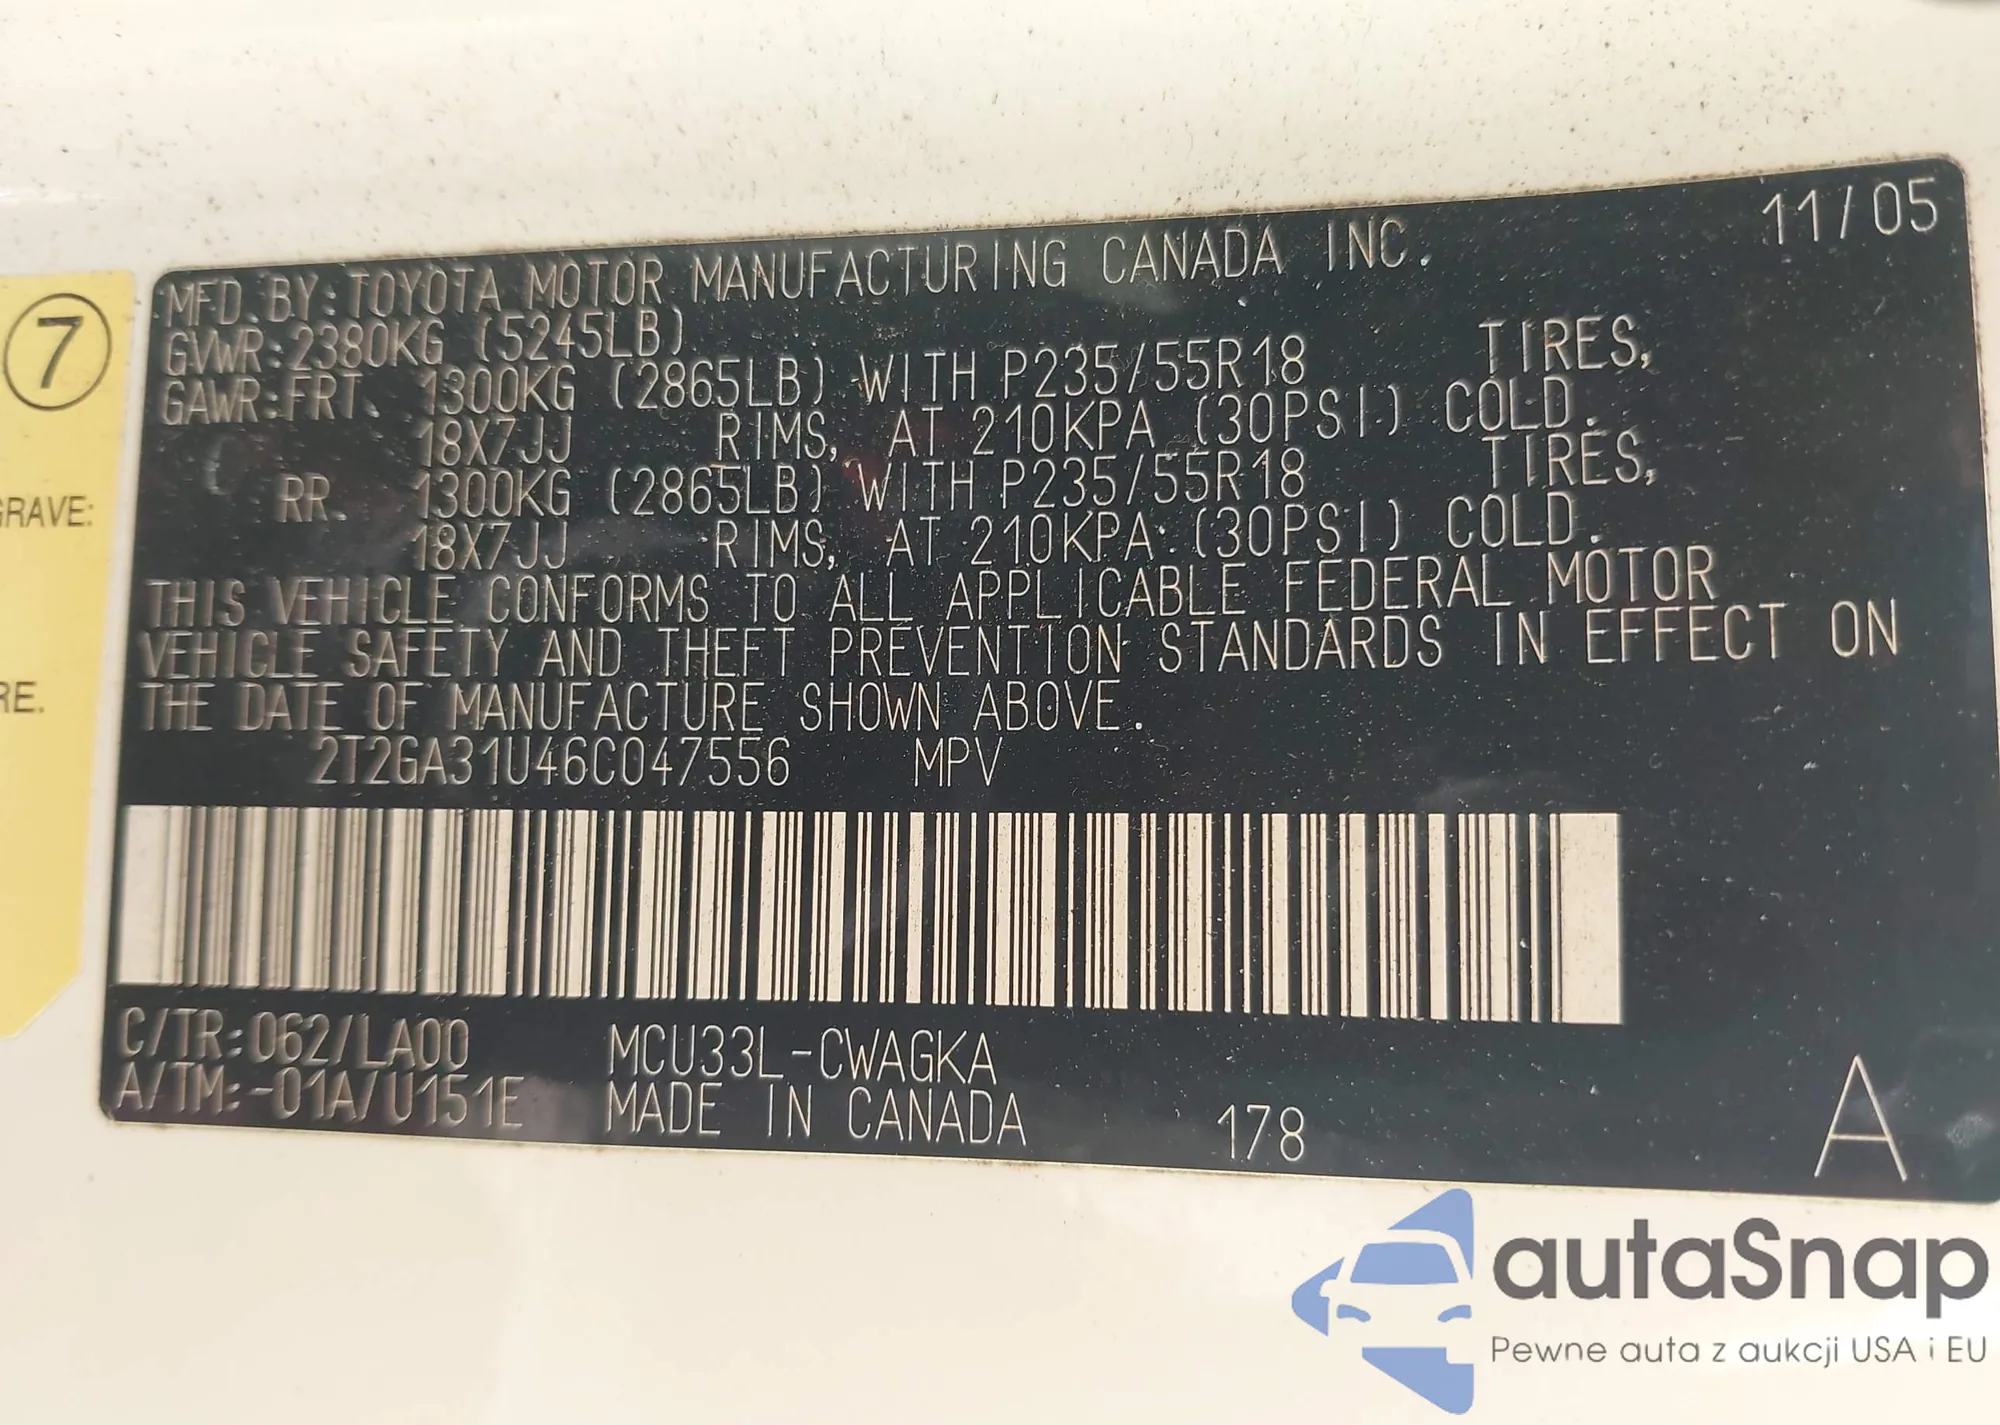 7
GRAVE:
RE.
11/05
MFD. BY: TOYOTA MOTOR MANUFACTURING CANADA INC.
GVWR: 2380KG (5245LB)
GAWR: FRT. 1300KG (2865LB) WITH P235/55R18 TIRES,
18X7JJ RIMS, AT 210KPA (30PSI) COLD.
RR. 1300KG (2865LB) WITH P235/55R18 TIRES,
18X7JJ RIMS, AT 210KPA (30PSI) COLD.
THIS VEHICLE CONFORMS TO ALL APPLICABLE FEDERAL MOTOR
VEHICLE SAFETY AND THEFT PREVENTION STANDARDS IN EFFECT ON
THE DATE OF MANUFACTURE SHOWN ABOVE.
2T2GA31U46C047556 MPV
C/TR: 062/LA00 MCU33L-CWAGKA
A/TM: -01A/U151E MADE IN CANADA 178 A
autaSnap
Pewne auta z aukcji USA i EU